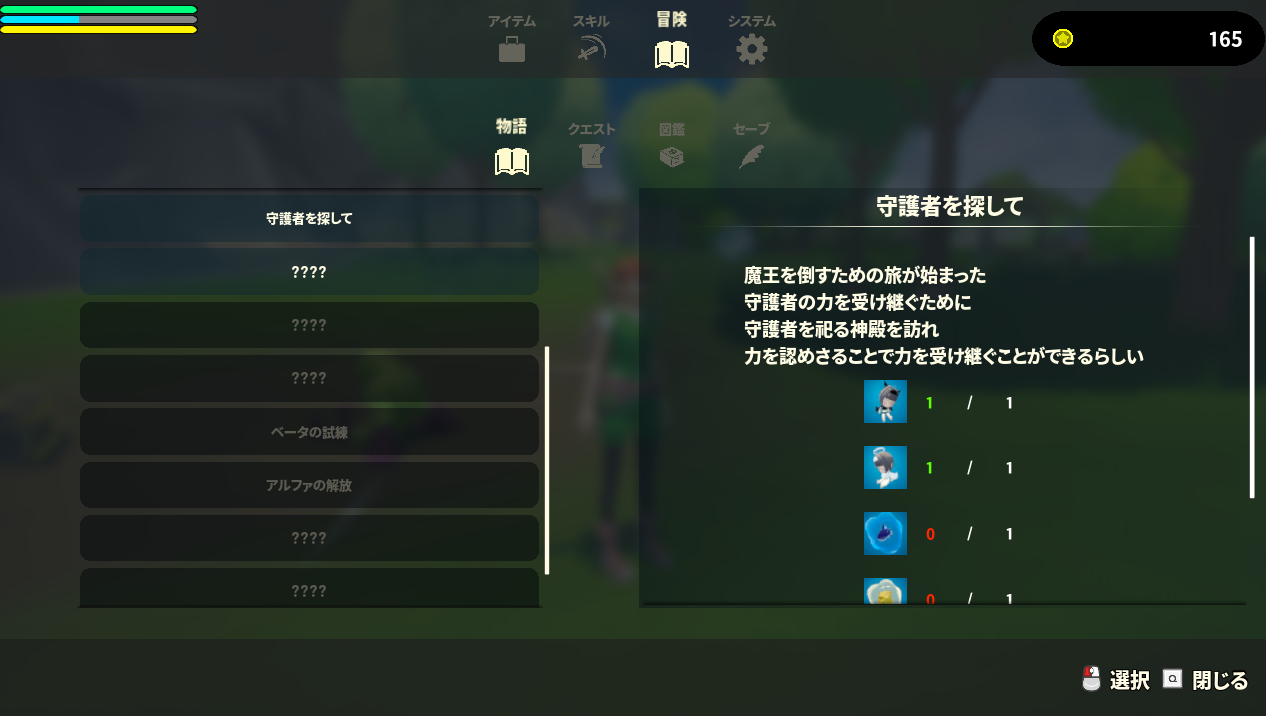 アイテム
スキル
冒険
システム
165
物語
クエスト
図鑑
セーブ
守護者を探して
????
????
????
ベータの試練
アルファの解放
????
????
守護者を探して
魔王を倒すための旅が始まった
守護者の力を受け継ぐために
守護者を祀る神殿を訪れ
力を認めさることで力を受け継ぐことができるらしい
1 / 1
1 / 1
0 / 1
0 / 1
選択
Q
閉じる